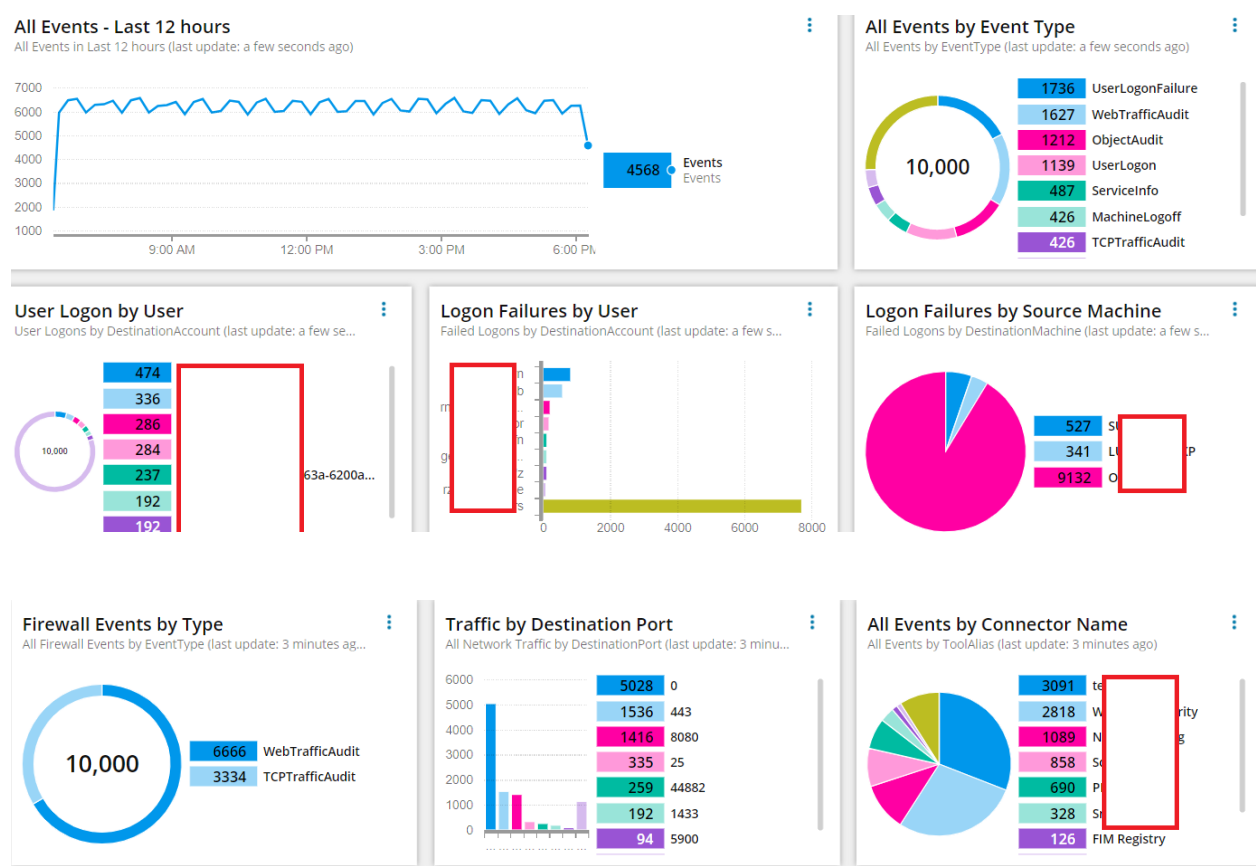 All Events - Last 12 hours
All Events in Last 12 hours (last update: a few seconds ago)
7000
6000
5000
4000
3000
2000
1000
9:00 AM 12:00 PM 3:00 PM 6:00 PM
4568 Events
Events
All Events by Event Type
All Events by EventType (last update: a few seconds ago)
10,000
1736 UserLogonFailure
1627 WebTrafficAudit
1212 ObjectAudit
1139 UserLogon
487 ServiceInfo
426 MachineLogoff
426 TCPTrafficAudit
User Logon by User
User Logons by DestinationAccount (last update: a few se...
10,000
474
336
286
284
237 63a-6200a...
192
192
Logon Failures by User
Failed Logons by DestinationAccount (last update: a few s...
0 2000 4000 6000 8000
Logon Failures by Source Machine
Failed Logons by DestinationMachine (last update: a few s...
527
341
9132
Firewall Events by Type
All Firewall Events by EventType (last update: 3 minutes ag...
10,000
6666 WebTrafficAudit
3334 TCPTrafficAudit
Traffic by Destination Port
All Network Traffic by DestinationPort (last update: 3 minu...
6000
5000
4000
3000
2000
1000
0
5028 0
1536 443
1416 8080
335 25
259 44882
192 1433
94 5900
All Events by Connector Name
All Events by ToolAlias (last update: 3 minutes ago)
3091
2818
1089
858
690
328
126 FIM Registry